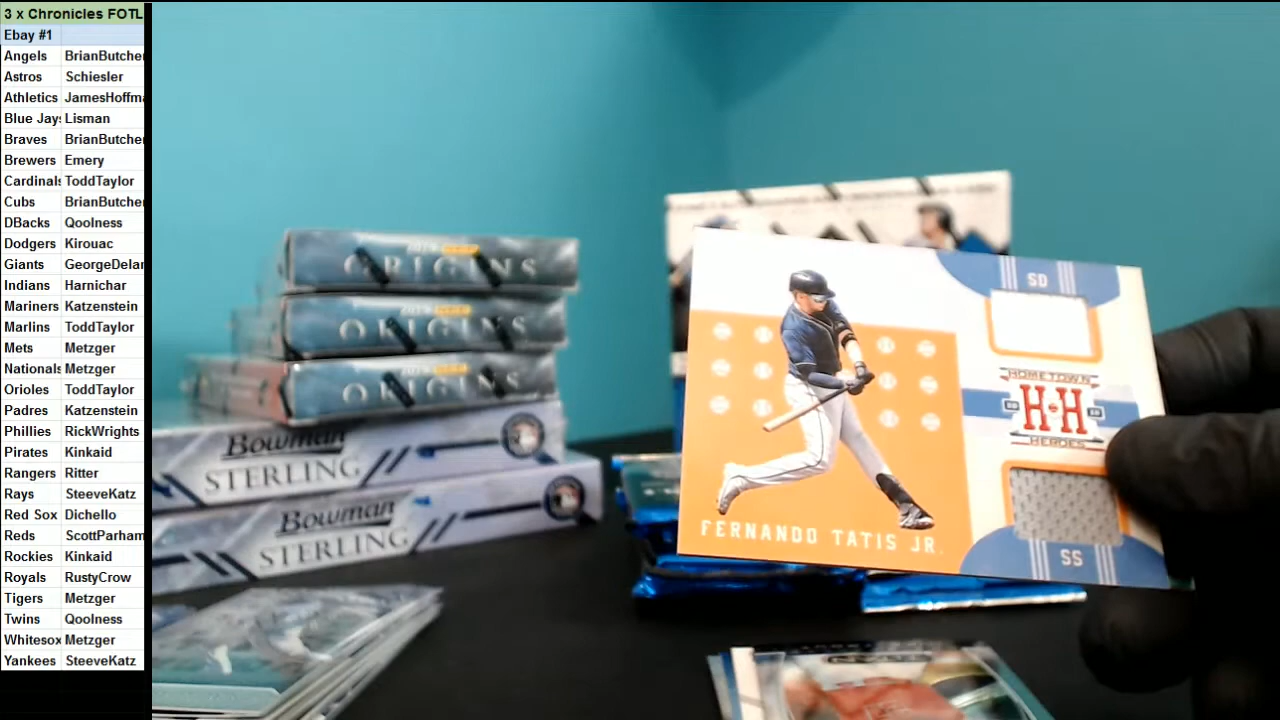 3 x Chronicles FOTL
Ebay #1
Angels BrianButcher
Astros Schiesler
Athletics JamesHoffma
Blue Jays Lisman
Braves BrianButcher
Brewers Emery
Cardinals ToddTaylor
Cubs BrianButcher
DBacks Qoolness
Dodgers Kirouac
Giants GeorgeDelar
Indians Harnichar
Mariners Katzenstein
Marlins ToddTaylor
Mets Metzger
Nationals Metzger
Orioles ToddTaylor
Padres Katzenstein
Phillies RickWrights
Pirates Kinkaid
Rangers Ritter
Rays SteeveKatz
Red Sox Dichello
Reds ScottParham
Rockies Kinkaid
Royals RustyCrow
Tigers Metzger
Twins Qoolness
Whitesox Metzger
Yankees SteeveKatz
ORIGINS
ORIGINS
ORIGINS
Bowman
STERLING
Bowman
STERLING
SD
HOMETOWN
H H
HEROES
FERNANDO TATIS JR.
SS